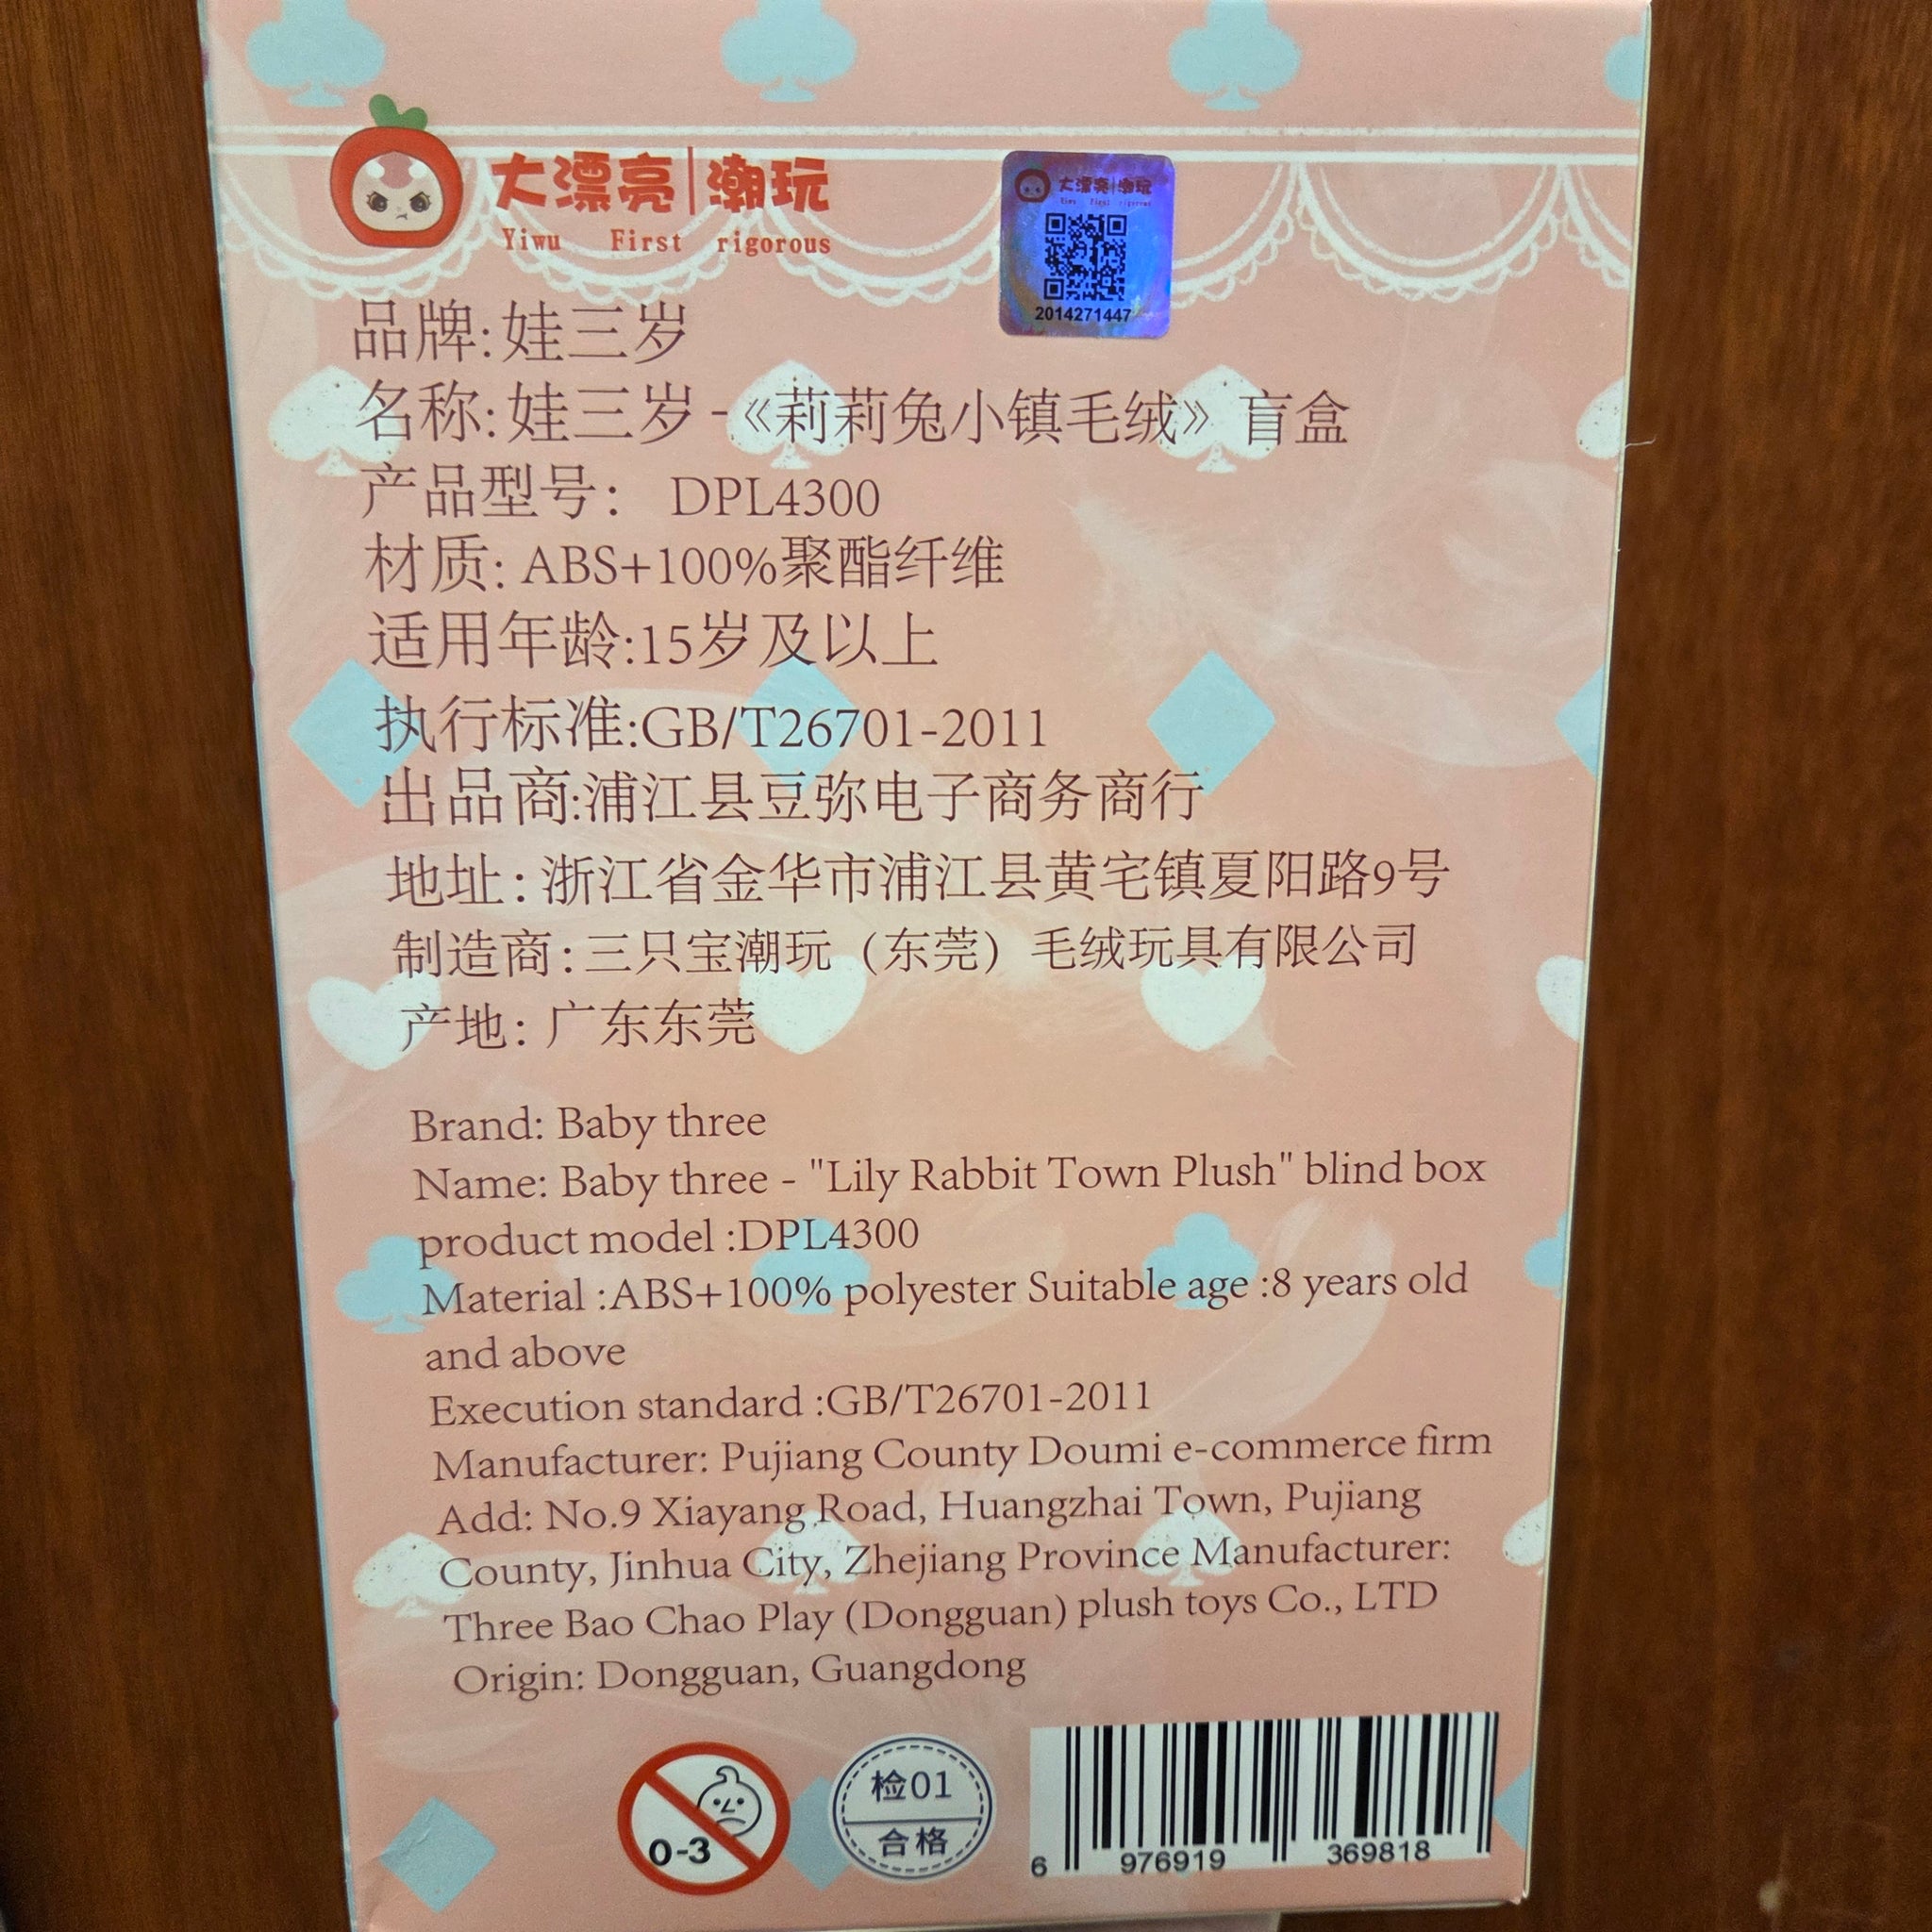 大漂亮|潮玩
Yiwu First rigorous
大漂亮|潮玩
Yiwu First rigorous
2014271447
品牌:娃三岁
名称:娃三岁-《莉莉兔小镇毛绒》盲盒
产品型号: DPL4300
材质: ABS+100%聚酯纤维
适用年龄:15岁及以上
执行标准:GB/T26701-2011
出品商:浦江县豆弥电子商务商行
地址: 浙江省金华市浦江县黄宅镇夏阳路9号
制造商: 三只宝潮玩（东莞）毛绒玩具有限公司
产地: 广东东莞
Brand: Baby three
Name: Baby three - "Lily Rabbit Town Plush" blind box
product model :DPL4300
Material :ABS+100% polyester Suitable age :8 years old
and above
Execution standard :GB/T26701-2011
Manufacturer: Pujiang County Doumi e-commerce firm
Add: No.9 Xiayang Road, Huangzhai Town, Pujiang
County, Jinhua City, Zhejiang Province Manufacturer:
Three Bao Chao Play (Dongguan) plush toys Co., LTD
Origin: Dongguan, Guangdong
0-3
检01
合格
6 976919 369818